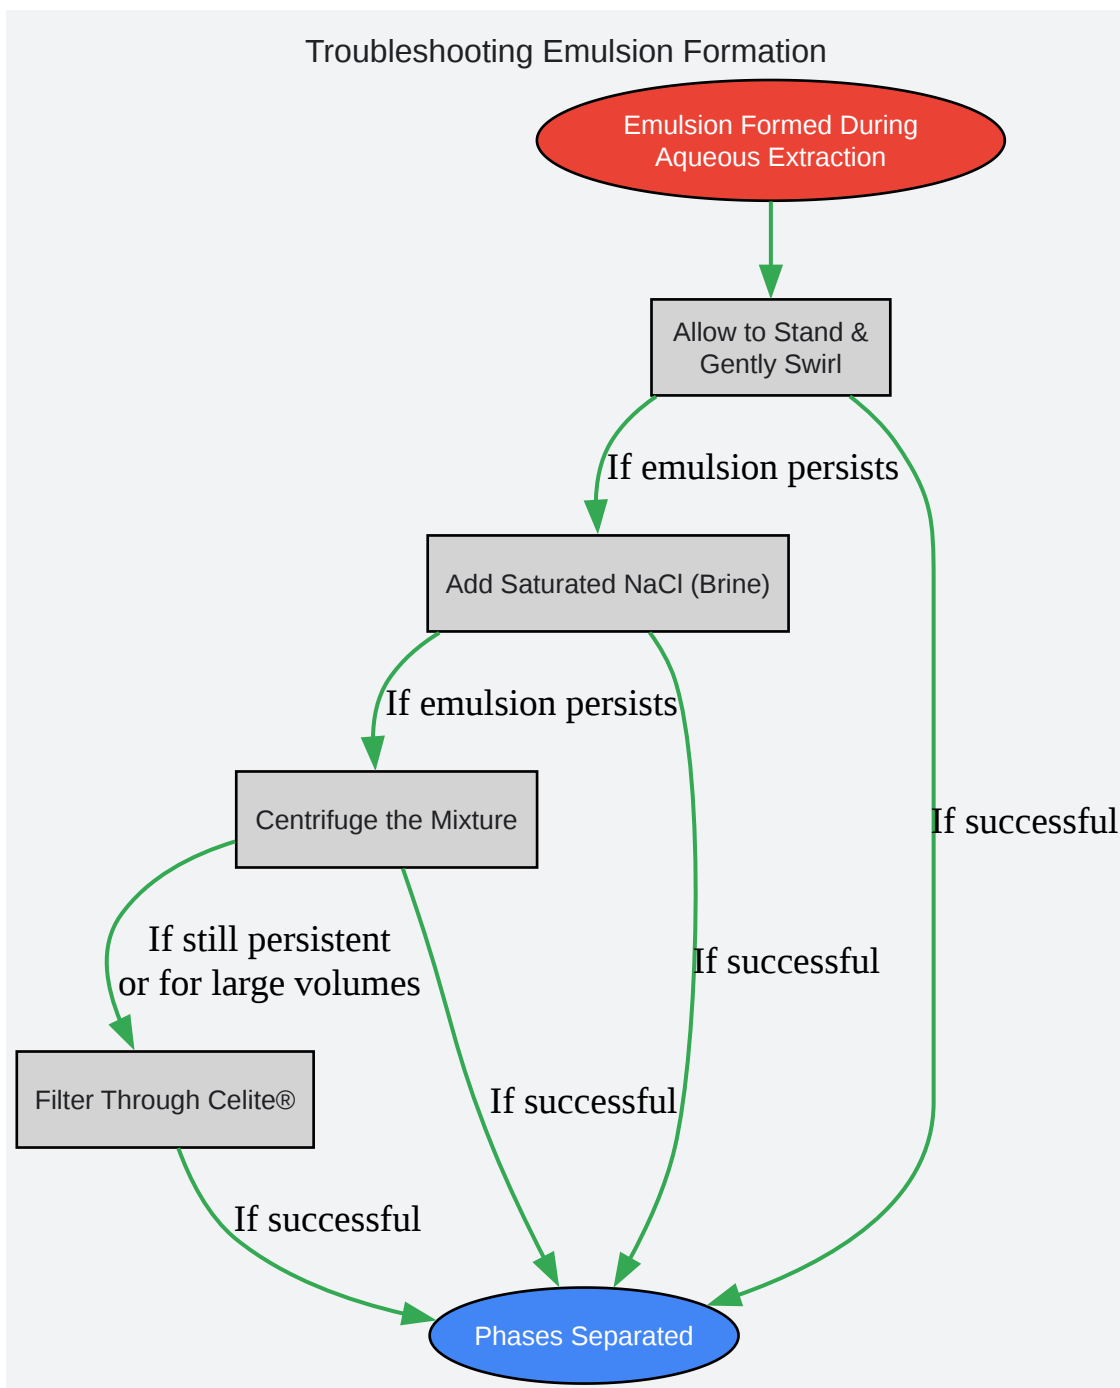 Troubleshooting Emulsion Formation
Emulsion Formed During
Aqueous Extraction
Allow to Stand &
Gently Swirl
If emulsion persists
Add Saturated NaCl (Brine)
If emulsion persists
Centrifuge the Mixture
If successful
If still persistent
or for large volumes
If successful
Filter Through Celite®
If successful
If successful
Phases Separated